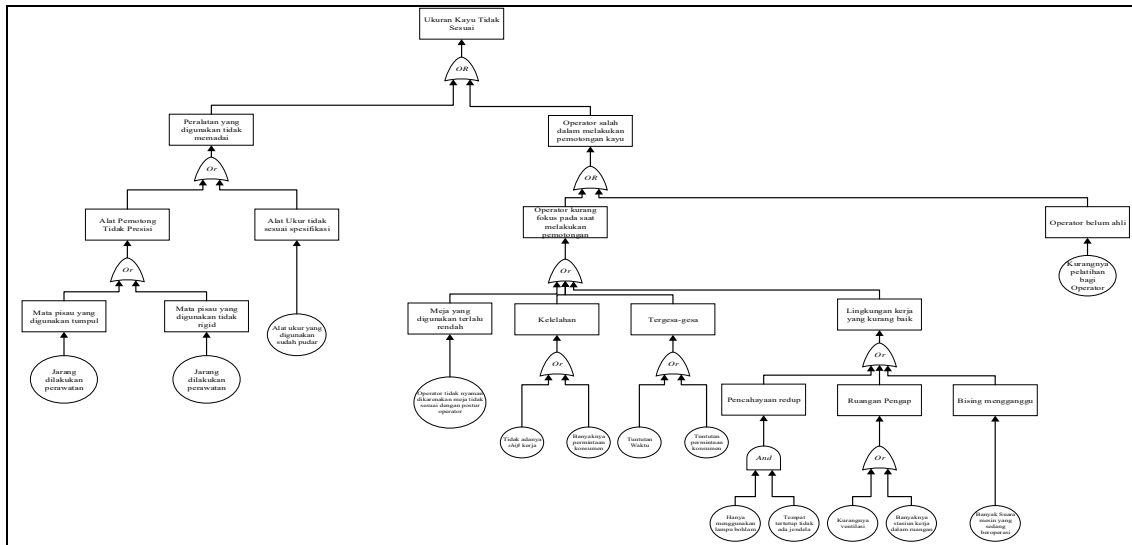 Ukuran Kayu Tidak
Sesuai
OR
Peralatan yang
digunakan tidak
memadai
Operator salah
dalam melakukan
pemotongan kayu
Or
OR
Alat Pemotong
Tidak Presisi
Alat Ukur tidak
sesuai spesifikasi
Operator kurang
fokus pada saat
melakukan
pemotongan
Operator belum ahli
Or
Or
Kurangnya
pelatihan
bagi
Operator
Mata pisau yang
digunakan tumpul
Mata pisau yang
digunakan tidak
rigid
Alat ukur yang
digunakan
sudah pudar
Meja yang
digunakan terlalu
rendah
Kelelahan
Tergesa-gesa
Lingkungan kerja
yang kurang baik
Jarang
dilakukan
perawatan
Jarang
dilakukan
perawatan
Or
Or
Or
Operator tidak nyaman
dikarenakan meja tidak
sesuai dengan postur
operator
Pencahayaan redup
Ruangan Pengap
Bising mengganggu
Tidak adanya
shift kerja
Banyaknya
permintaan
konsumen
Tuntutan
Waktu
Tuntutan
permintaan
konsumen
And
Or
Hanya
menggunakan
lampu bohlam
Tempat
tertutup tidak
ada jendela
Kurangnya
ventilasi
Banyaknya
stasiun kerja
dalam ruangan
Banyak Suara
mesin yang
sedang
beroperasi